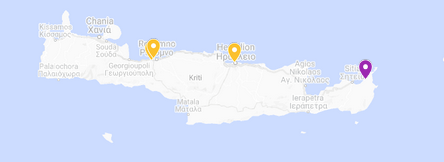 Kissamos
Κίσσαμος
Chania
Χανιά
Souda
Σούδα
Paleochora
Παλαιόχωρα
Georgioupoli
Γεωργιούπολη
Heraklion
Ηράκλειο
Kriti
Matala
Μάταλα
Agios
Nikolaos
Αγ. Νικόλαος
Ierapetra
Ιεράπετρα